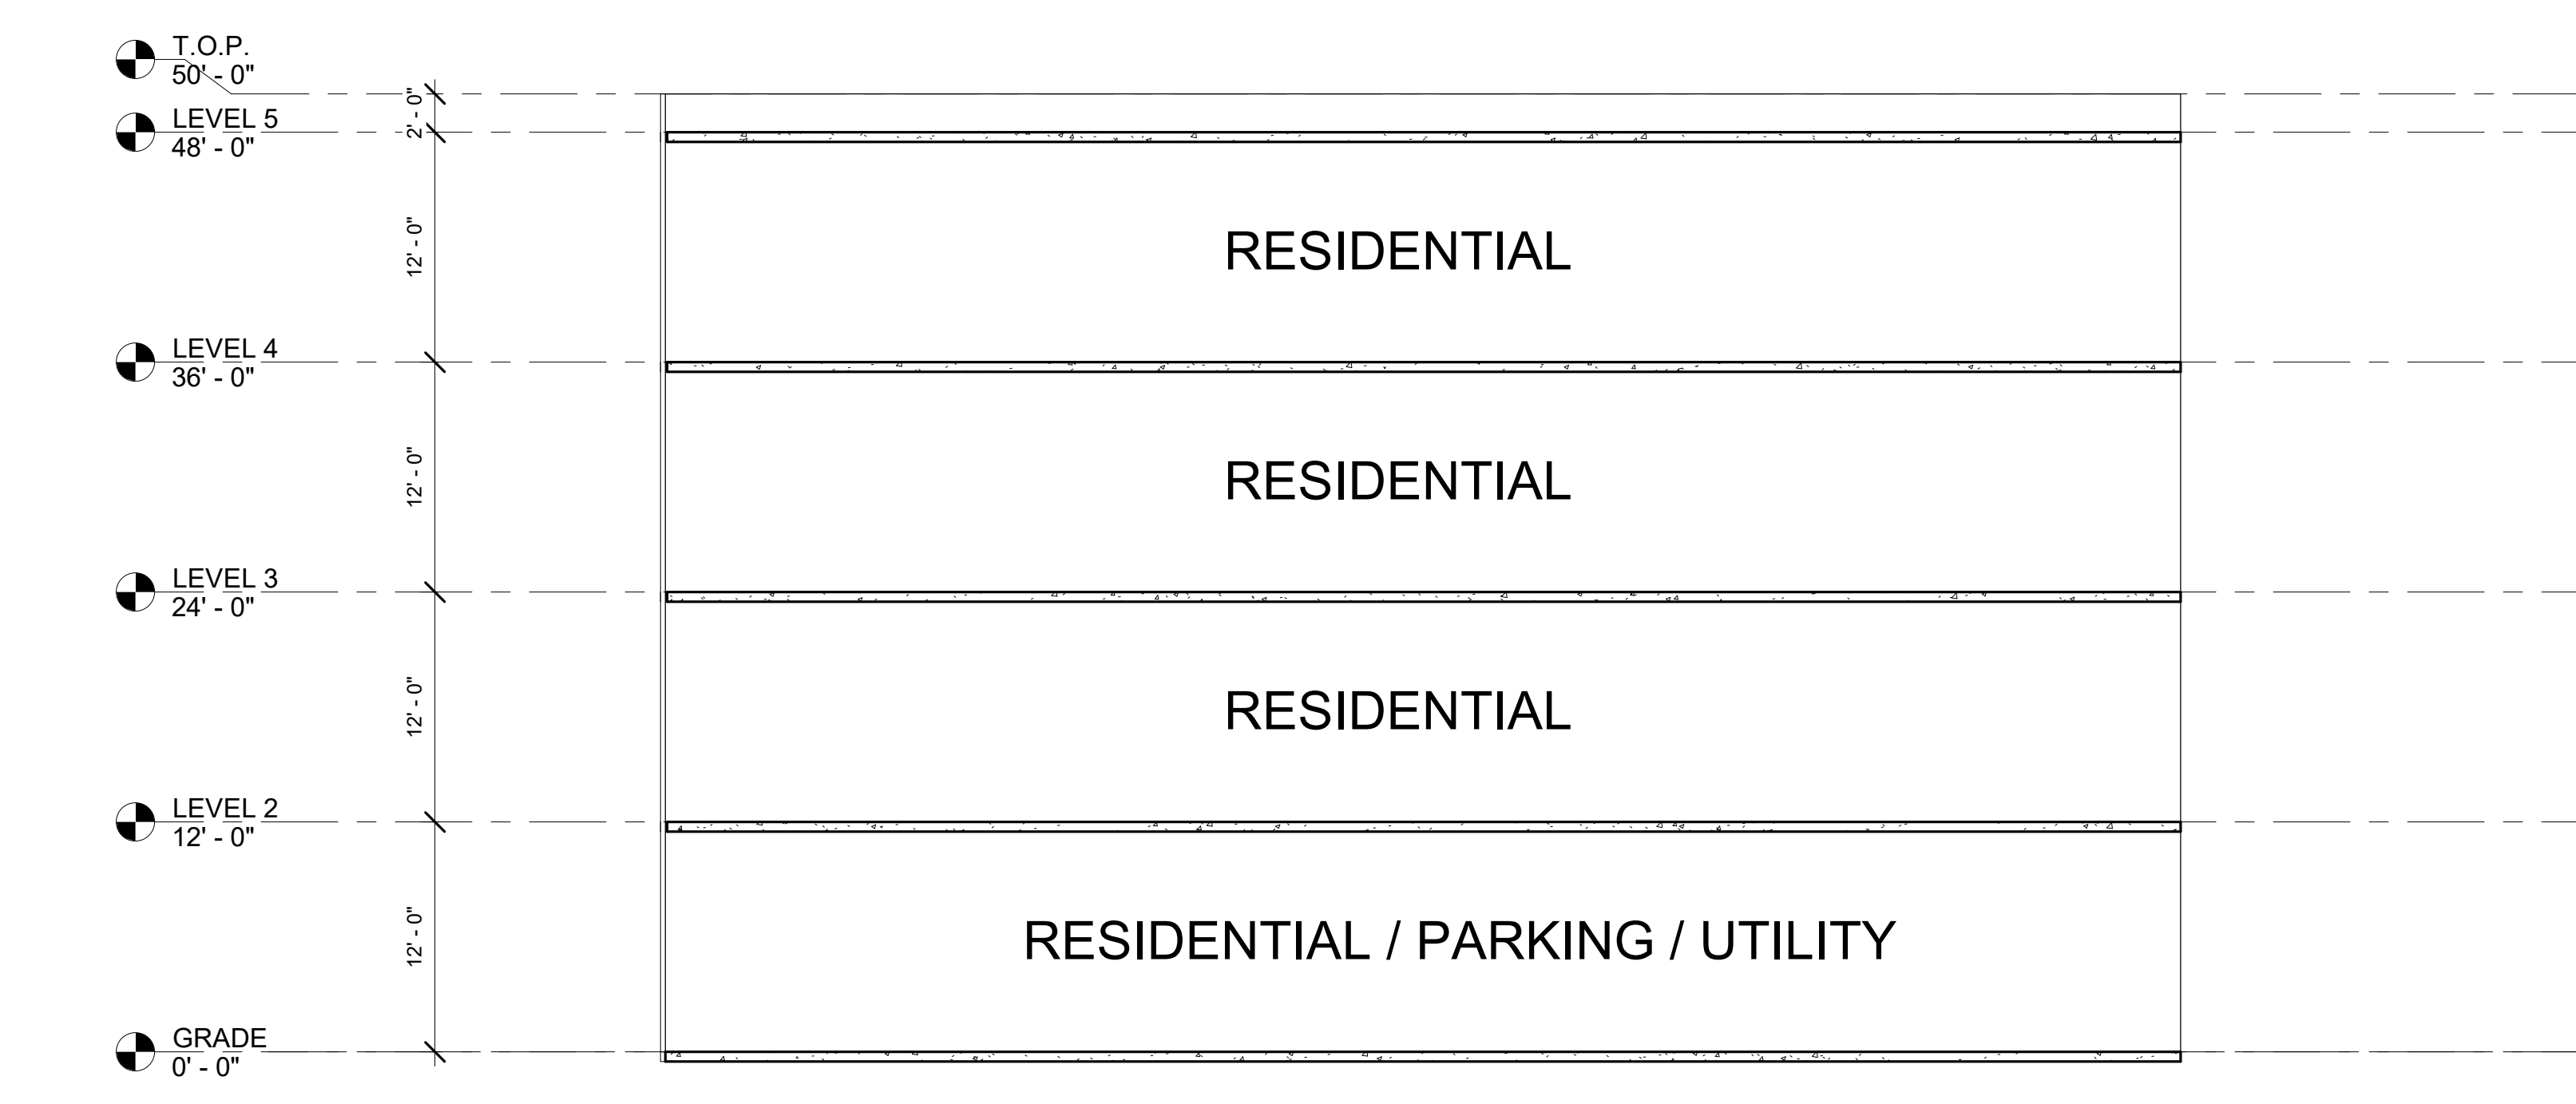 T.O.P.
50' - 0"
2' - 0"
LEVEL 5
48' - 0"
12' - 0"
RESIDENTIAL
LEVEL 4
36' - 0"
12' - 0"
RESIDENTIAL
LEVEL 3
24' - 0"
12' - 0"
RESIDENTIAL
LEVEL 2
12' - 0"
12' - 0"
RESIDENTIAL / PARKING / UTILITY
GRADE
0' - 0"